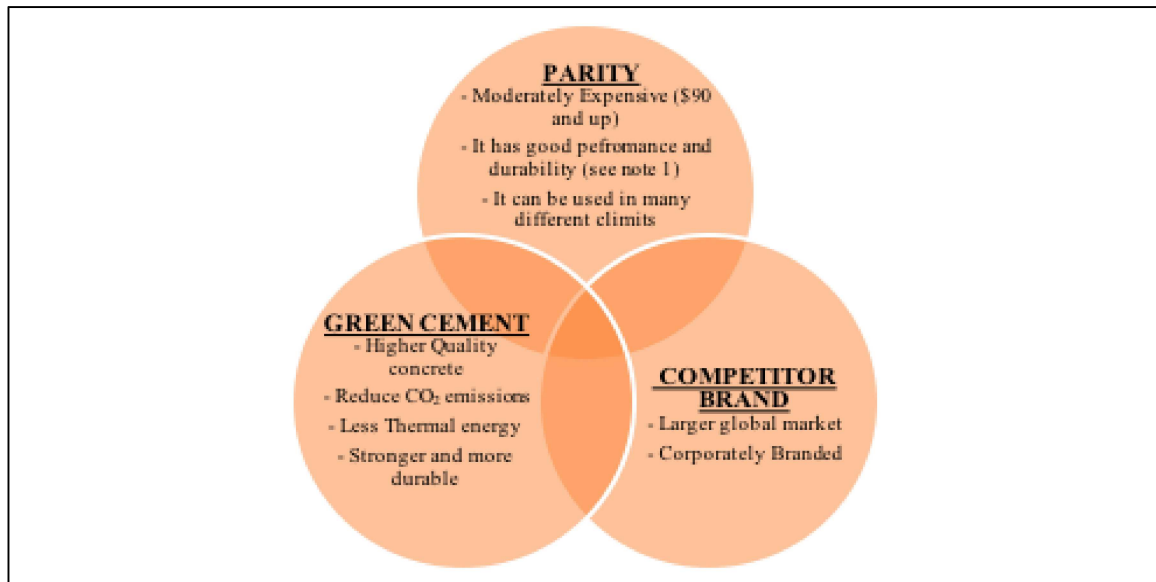 PARITY
- Moderately Expensive ($90
and up)
- It has good pefromance and
durability (see note 1)
- It can be used in many
different climits
GREEN CEMENT
- Higher Quality
concrete
- Reduce CO₂ emissions
- Less Thermal energy
- Stronger and more
durable
COMPETITOR
BRAND
- Larger global market
- Corporately Branded